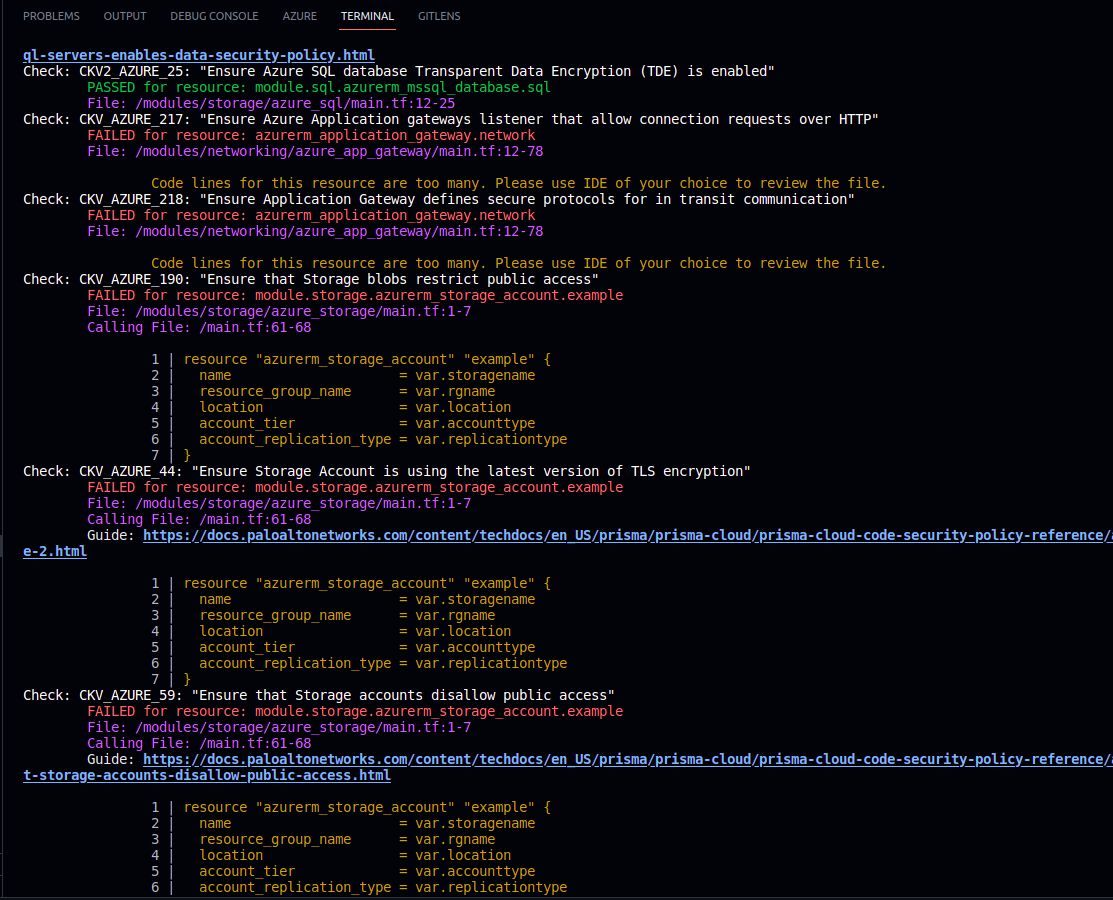 PROBLEMS OUTPUT DEBUG CONSOLE AZURE TERMINAL GITLENS
ql-servers-enables-data-security-policy.html
Check: CKV2_AZURE_25: "Ensure Azure SQL database Transparent Data Encryption (TDE) is enabled"
PASSED for resource: module.sql.azurerm_mssql_database.sql
File: /modules/storage/azure_sql/main.tf:12-25
Check: CKV_AZURE_217: "Ensure Azure Application gateways listener that allow connection requests over HTTP"
FAILED for resource: azurerm_application_gateway.network
File: /modules/networking/azure_app_gateway/main.tf:12-78
Code lines for this resource are too many. Please use IDE of your choice to review the file.
Check: CKV_AZURE_218: "Ensure Application Gateway defines secure protocols for in transit communication"
FAILED for resource: azurerm_application_gateway.network
File: /modules/networking/azure_app_gateway/main.tf:12-78
Code lines for this resource are too many. Please use IDE of your choice to review the file.
Check: CKV_AZURE_190: "Ensure that Storage blobs restrict public access"
FAILED for resource: module.storage.azurerm_storage_account.example
File: /modules/storage/azure_storage/main.tf:1-7
Calling File: /main.tf:61-68
1 | resource "azurerm_storage_account" "example" {
2 |   name                     = var.storagename
3 |   resource_group_name      = var.rgname
4 |   location                 = var.location
5 |   account_tier             = var.accounttype
6 |   account_replication_type = var.replicationtype
7 | }
Check: CKV_AZURE_44: "Ensure Storage Account is using the latest version of TLS encryption"
FAILED for resource: module.storage.azurerm_storage_account.example
File: /modules/storage/azure_storage/main.tf:1-7
Calling File: /main.tf:61-68
Guide: https://docs.paloaltonetworks.com/content/techdocs/en_US/prisma/prisma-cloud/prisma-cloud-code-security-policy-reference/a
e-2.html
1 | resource "azurerm_storage_account" "example" {
2 |   name                     = var.storagename
3 |   resource_group_name      = var.rgname
4 |   location                 = var.location
5 |   account_tier             = var.accounttype
6 |   account_replication_type = var.replicationtype
7 | }
Check: CKV_AZURE_59: "Ensure that Storage accounts disallow public access"
FAILED for resource: module.storage.azurerm_storage_account.example
File: /modules/storage/azure_storage/main.tf:1-7
Calling File: /main.tf:61-68
Guide: https://docs.paloaltonetworks.com/content/techdocs/en_US/prisma/prisma-cloud/prisma-cloud-code-security-policy-reference/a
t-storage-accounts-disallow-public-access.html
1 | resource "azurerm_storage_account" "example" {
2 |   name                     = var.storagename
3 |   resource_group_name      = var.rgname
4 |   location                 = var.location
5 |   account_tier             = var.accounttype
6 |   account_replication_type = var.replicationtype